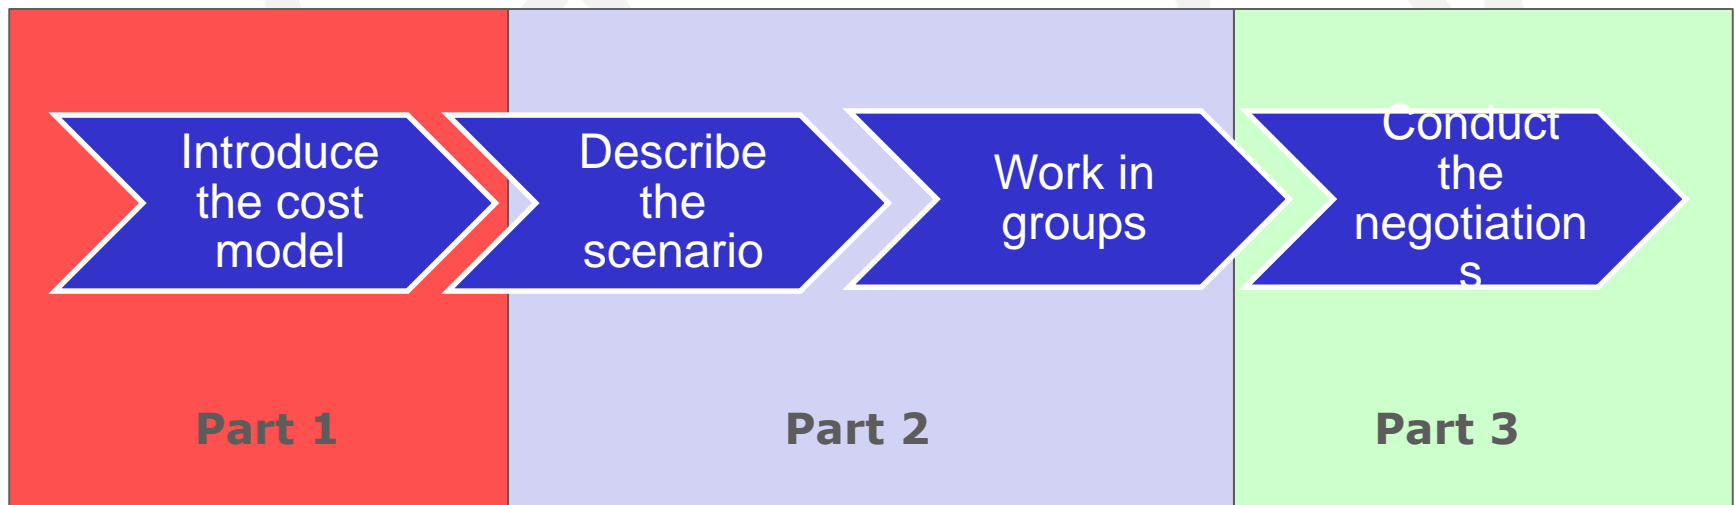 Introduce
the cost
model
Describe
the
scenario
Work in
groups
Conduct
the
negotiation
s
Part 1
Part 2
Part 3